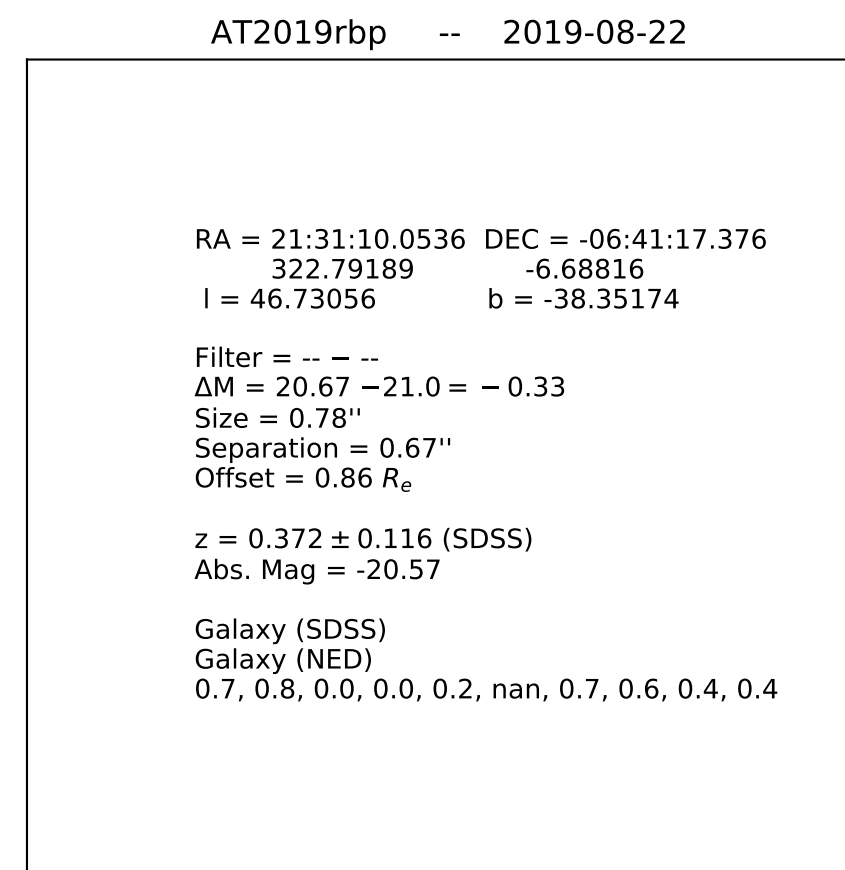 AT2019rbp -- 2019-08-22
RA = 21:31:10.0536 DEC = -06:41:17.376
322.79189 -6.68816
l = 46.73056 b = -38.35174
Filter = -- − --
ΔM = 20.67 −21.0 = − 0.33
Size = 0.78''
Separation = 0.67''
Offset = 0.86 Rₑ
z = 0.372 ± 0.116 (SDSS)
Abs. Mag = -20.57
Galaxy (SDSS)
Galaxy (NED)
0.7, 0.8, 0.0, 0.0, 0.2, nan, 0.7, 0.6, 0.4, 0.4